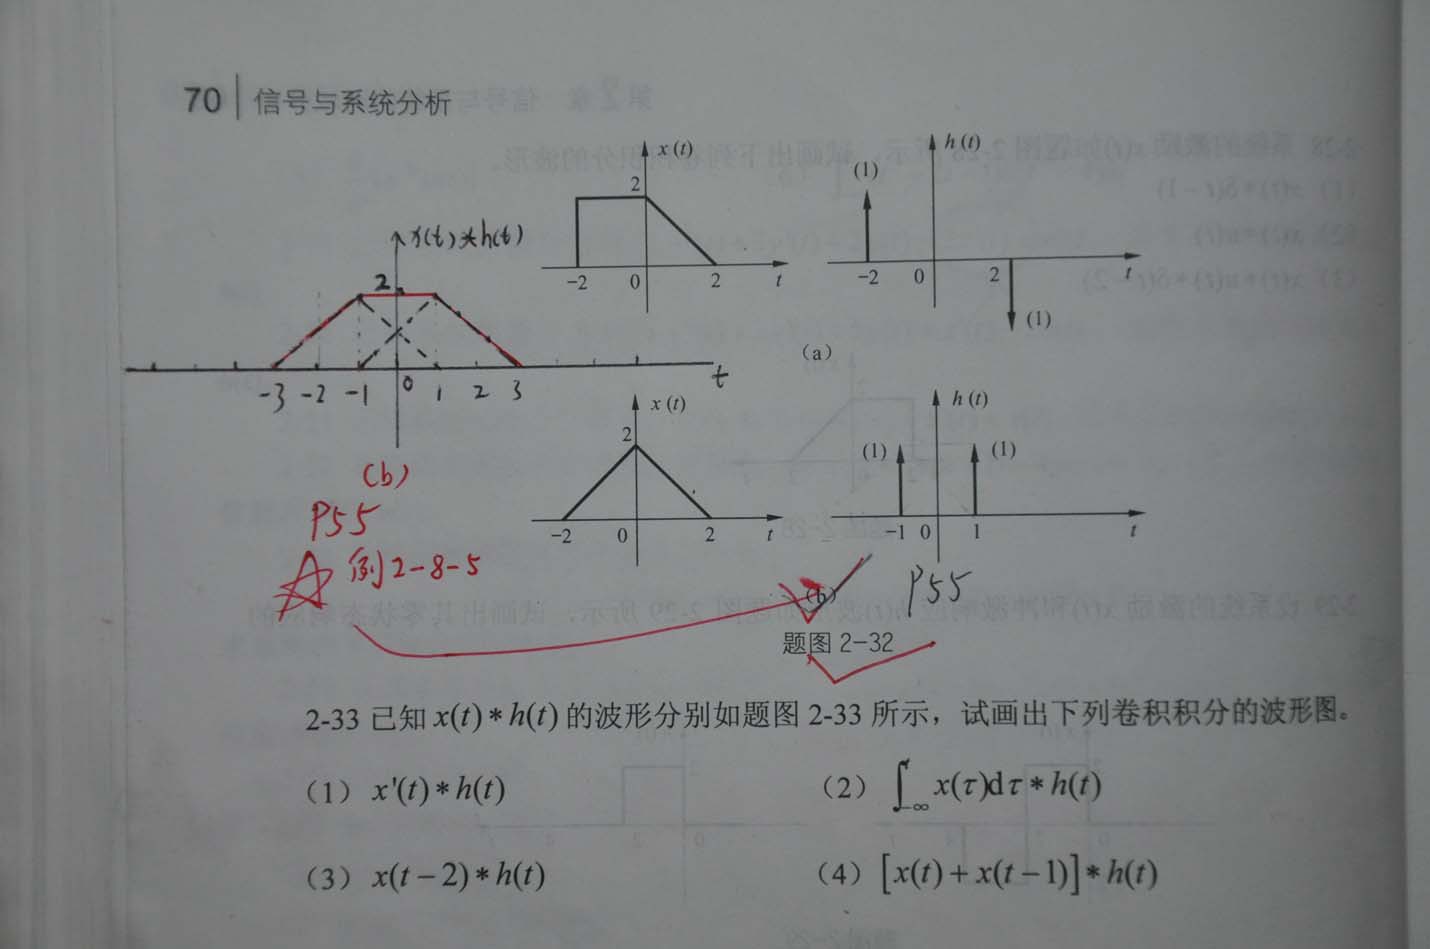 70 信号与系统分析
x(t)
2
-2 0 2 t
h(t)
(1)
-2 0 2 t
(1)
(a)
x(t)*h(t)
2
-3 -2 -1 0 1 2 3 t
(b)
P55
例2-8-5
x(t)
2
-2 0 2 t
h(t)
(1) (1)
-1 0 1 t
(b) P55
题图 2-32
2-33 已知 x(t)*h(t) 的波形分别如题图 2-33 所示，试画出下列卷积积分的波形图。
(1) x'(t)*h(t) (2) ∫_{-∞}^{t} x(τ)dτ*h(t)
(3) x(t-2)*h(t) (4) [x(t)+x(t-1)]*h(t)